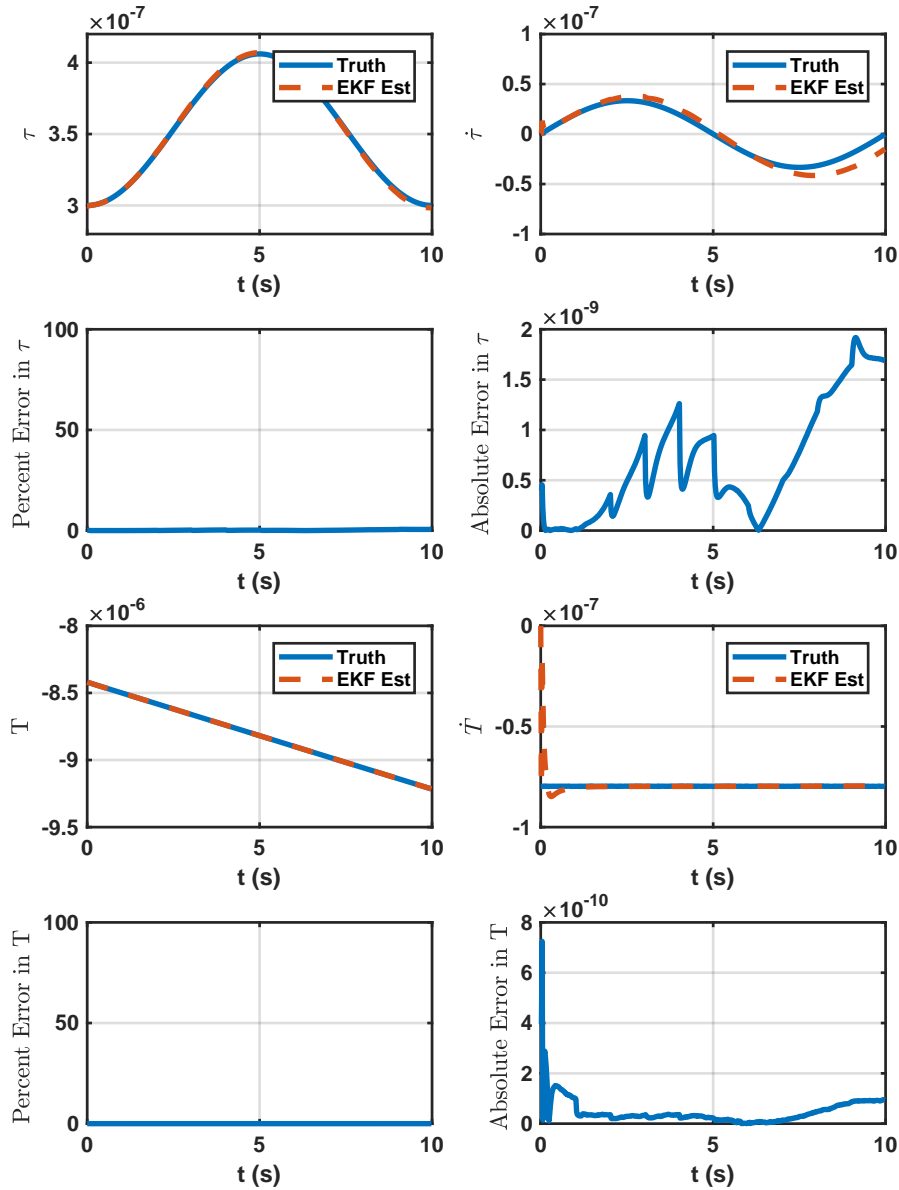 ×10-7
4
3.5
3
τ
0
5
10
t (s)
Truth
EKF Est
×10-7
1
0.5
0
-0.5
-1
τ̇
0
5
10
t (s)
Truth
EKF Est
100
50
0
Percent Error in τ
0
5
10
t (s)
×10-9
2
1.5
1
0.5
0
Absolute Error in τ
0
5
10
t (s)
×10-6
-8
-8.5
-9
-9.5
T
0
5
10
t (s)
Truth
EKF Est
×10-7
0
-0.5
-1
Ṫ
0
5
10
t (s)
Truth
EKF Est
100
50
0
Percent Error in T
0
5
10
t (s)
×10-10
8
6
4
2
0
Absolute Error in T
0
5
10
t (s)